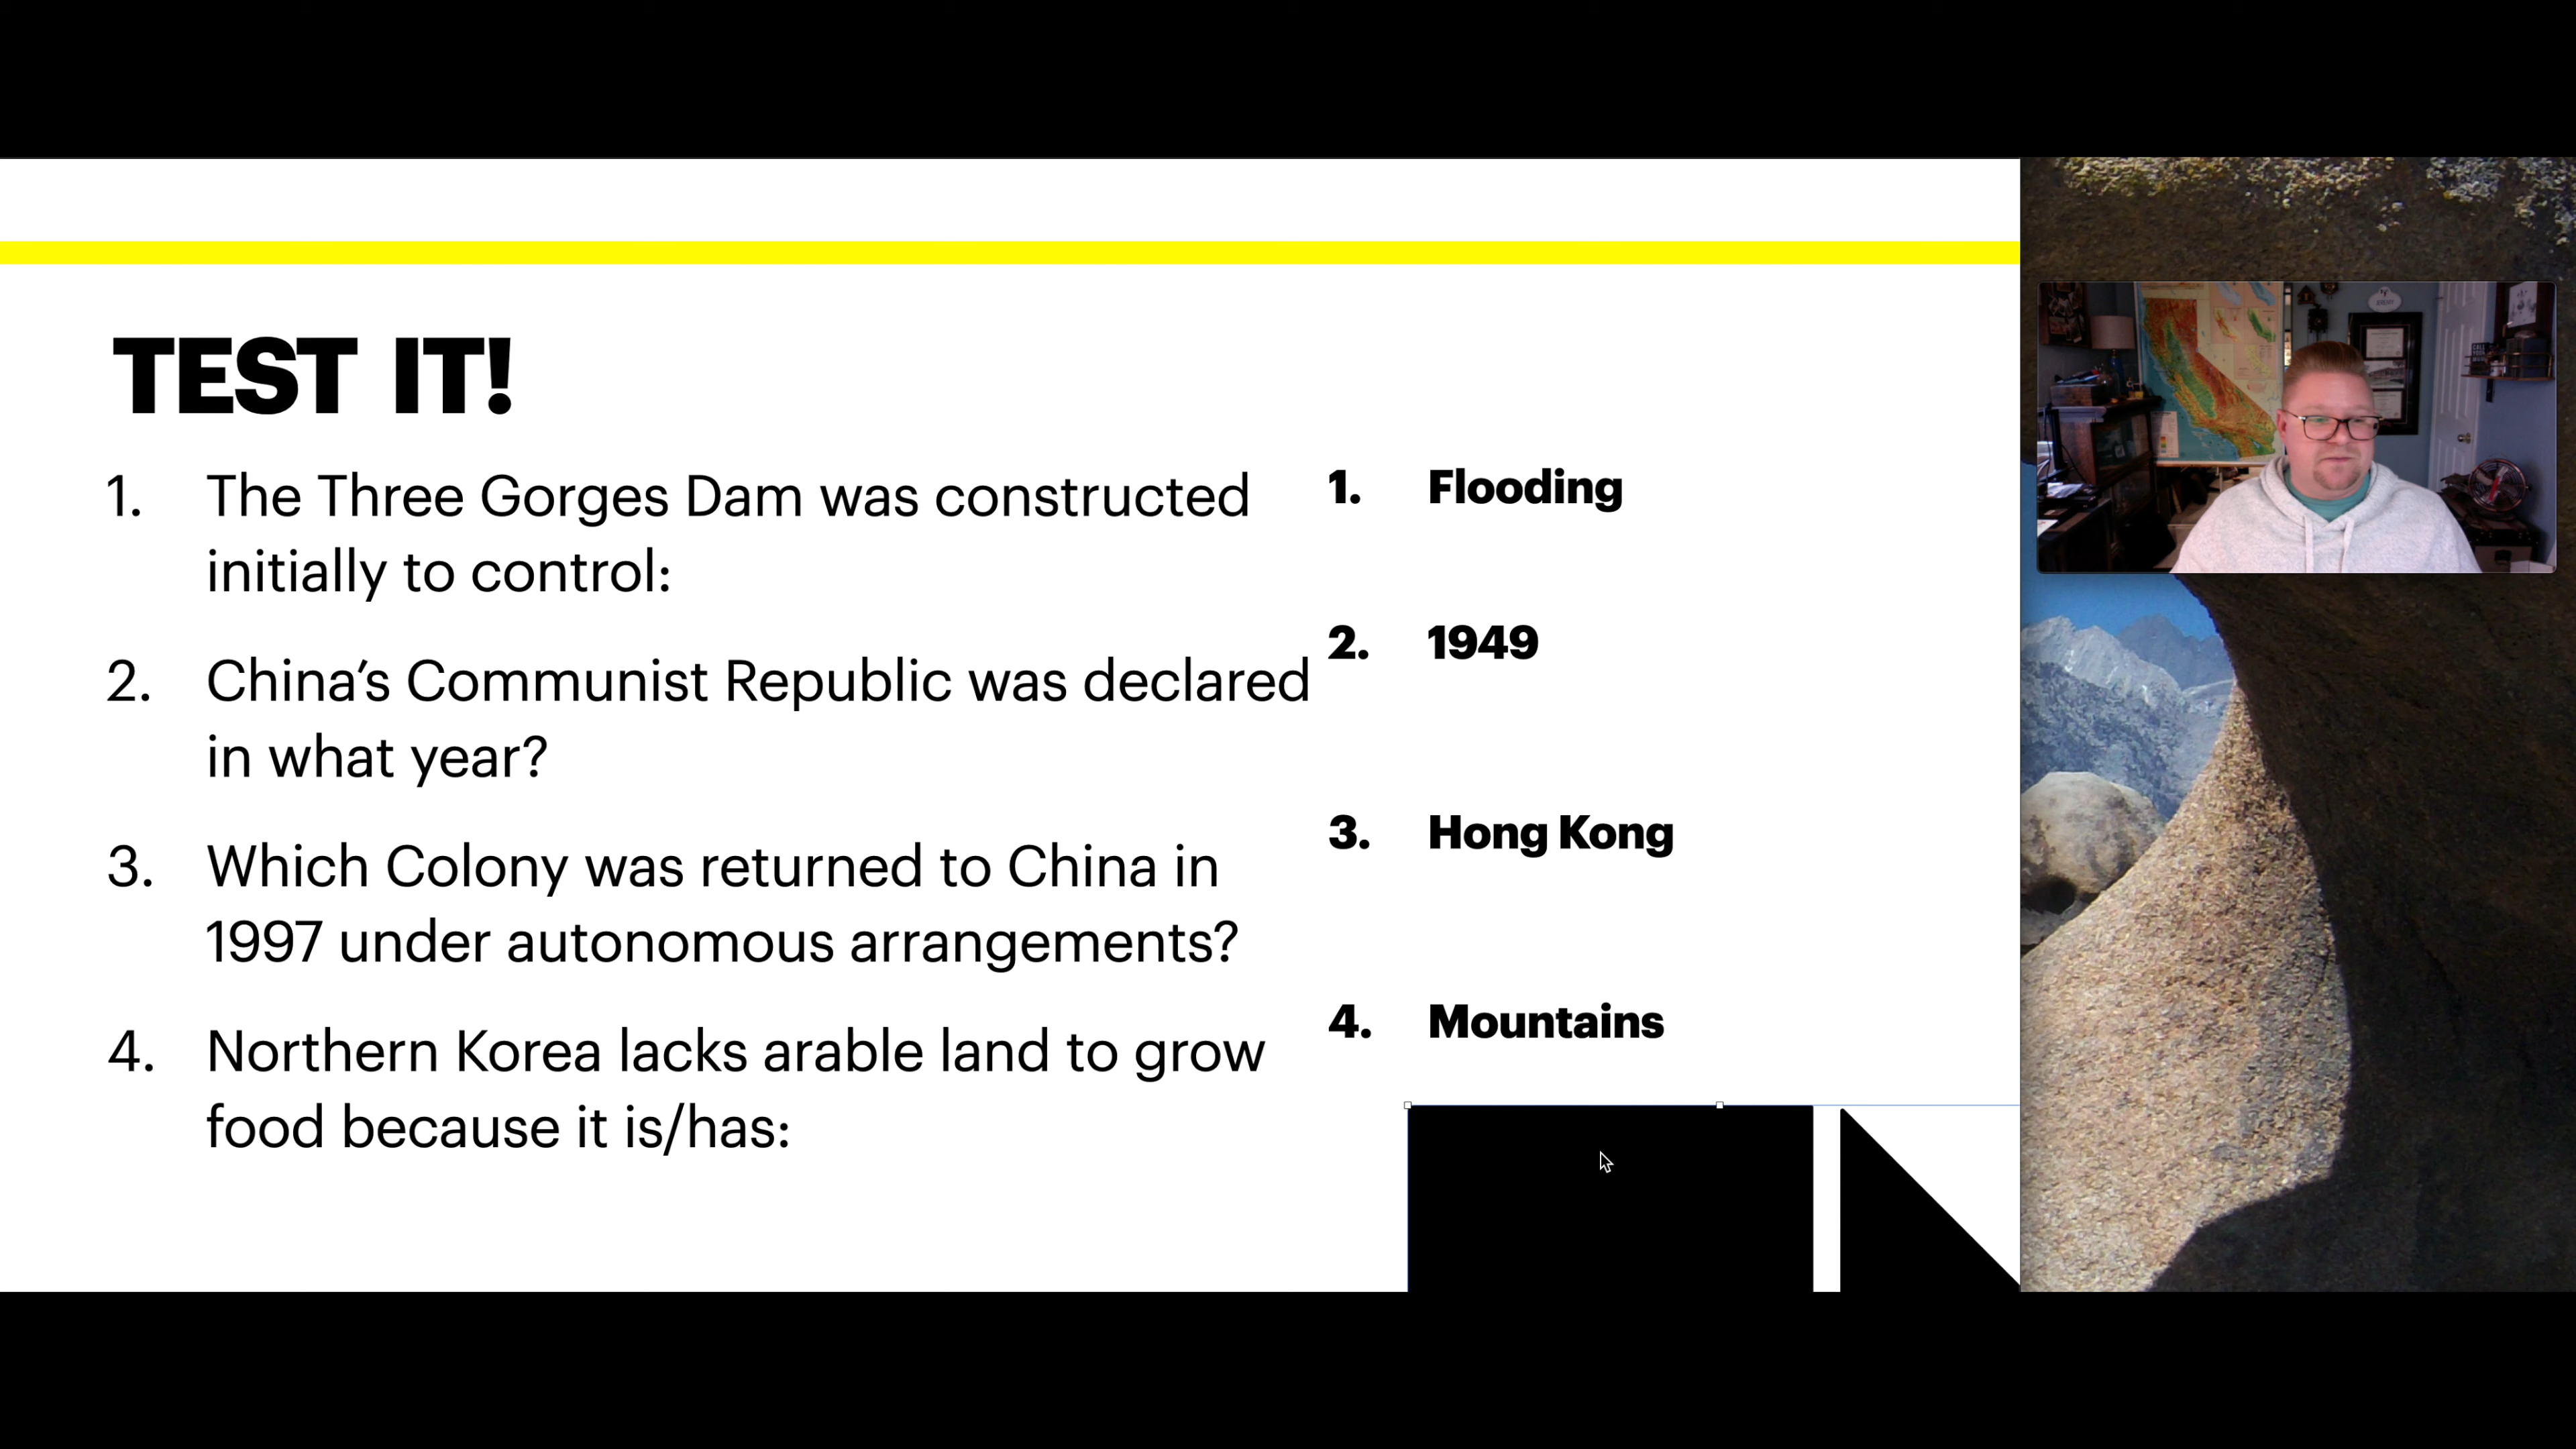 TEST IT!
1. The Three Gorges Dam was constructed
initially to control:
2. China’s Communist Republic was declared
in what year?
3. Which Colony was returned to China in
1997 under autonomous arrangements?
4. Northern Korea lacks arable land to grow
food because it is/has:
1. Flooding
2. 1949
3. Hong Kong
4. Mountains